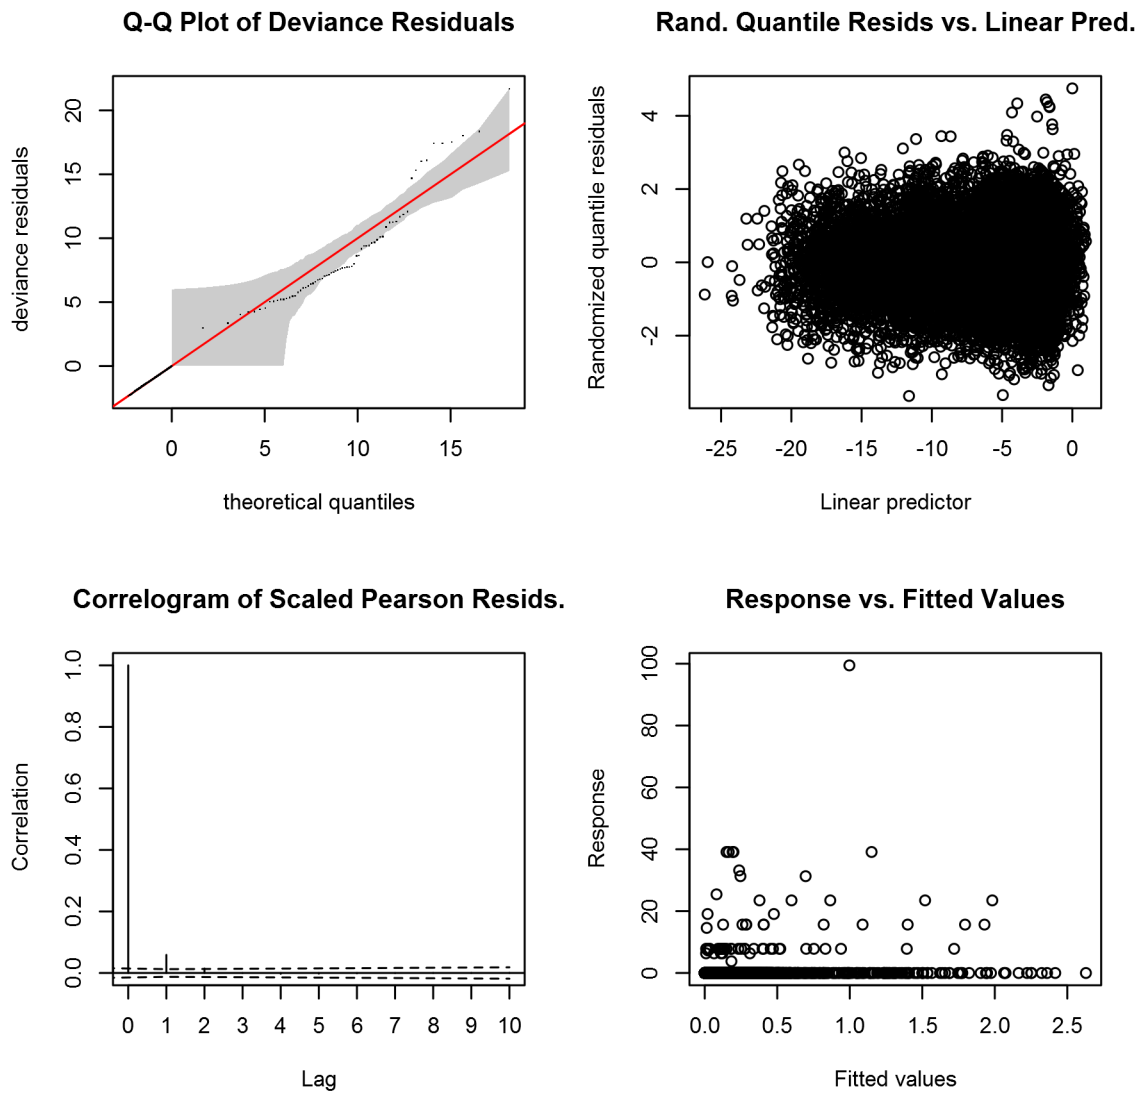 Q-Q Plot of Deviance Residuals
deviance residuals
20
15
10
5
0
0 5 10 15
theoretical quantiles
Rand. Quantile Resids vs. Linear Pred.
Randomized quantile residuals
4
2
0
-2
-25 -20 -15 -10 -5 0
Linear predictor
Correlogram of Scaled Pearson Resids.
Correlation
1.0
0.8
0.6
0.4
0.2
0.0
0 1 2 3 4 5 6 7 8 9 10
Lag
Response vs. Fitted Values
Response
100
80
60
40
20
0
0.0 0.5 1.0 1.5 2.0 2.5
Fitted values